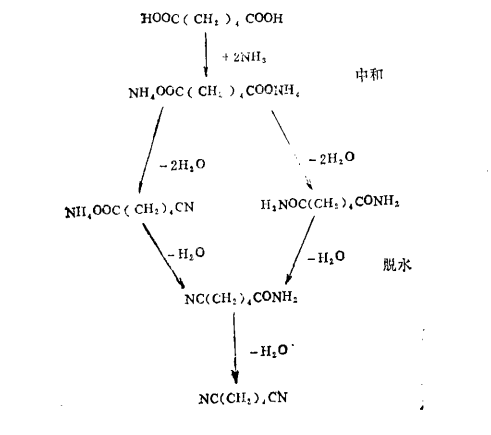 HOOC(CH₂)₄COOH
+2NH₃
中和
NH₄OOC(CH₂)₄COONH₄
-2H₂O
-2H₂O
NH₄OOC(CH₂)₄CN
H₂NOC(CH₂)₄CONH₂
-H₂O
-H₂O
脱水
NC(CH₂)₄CONH₂
-H₂O
NC(CH₂)₄CN